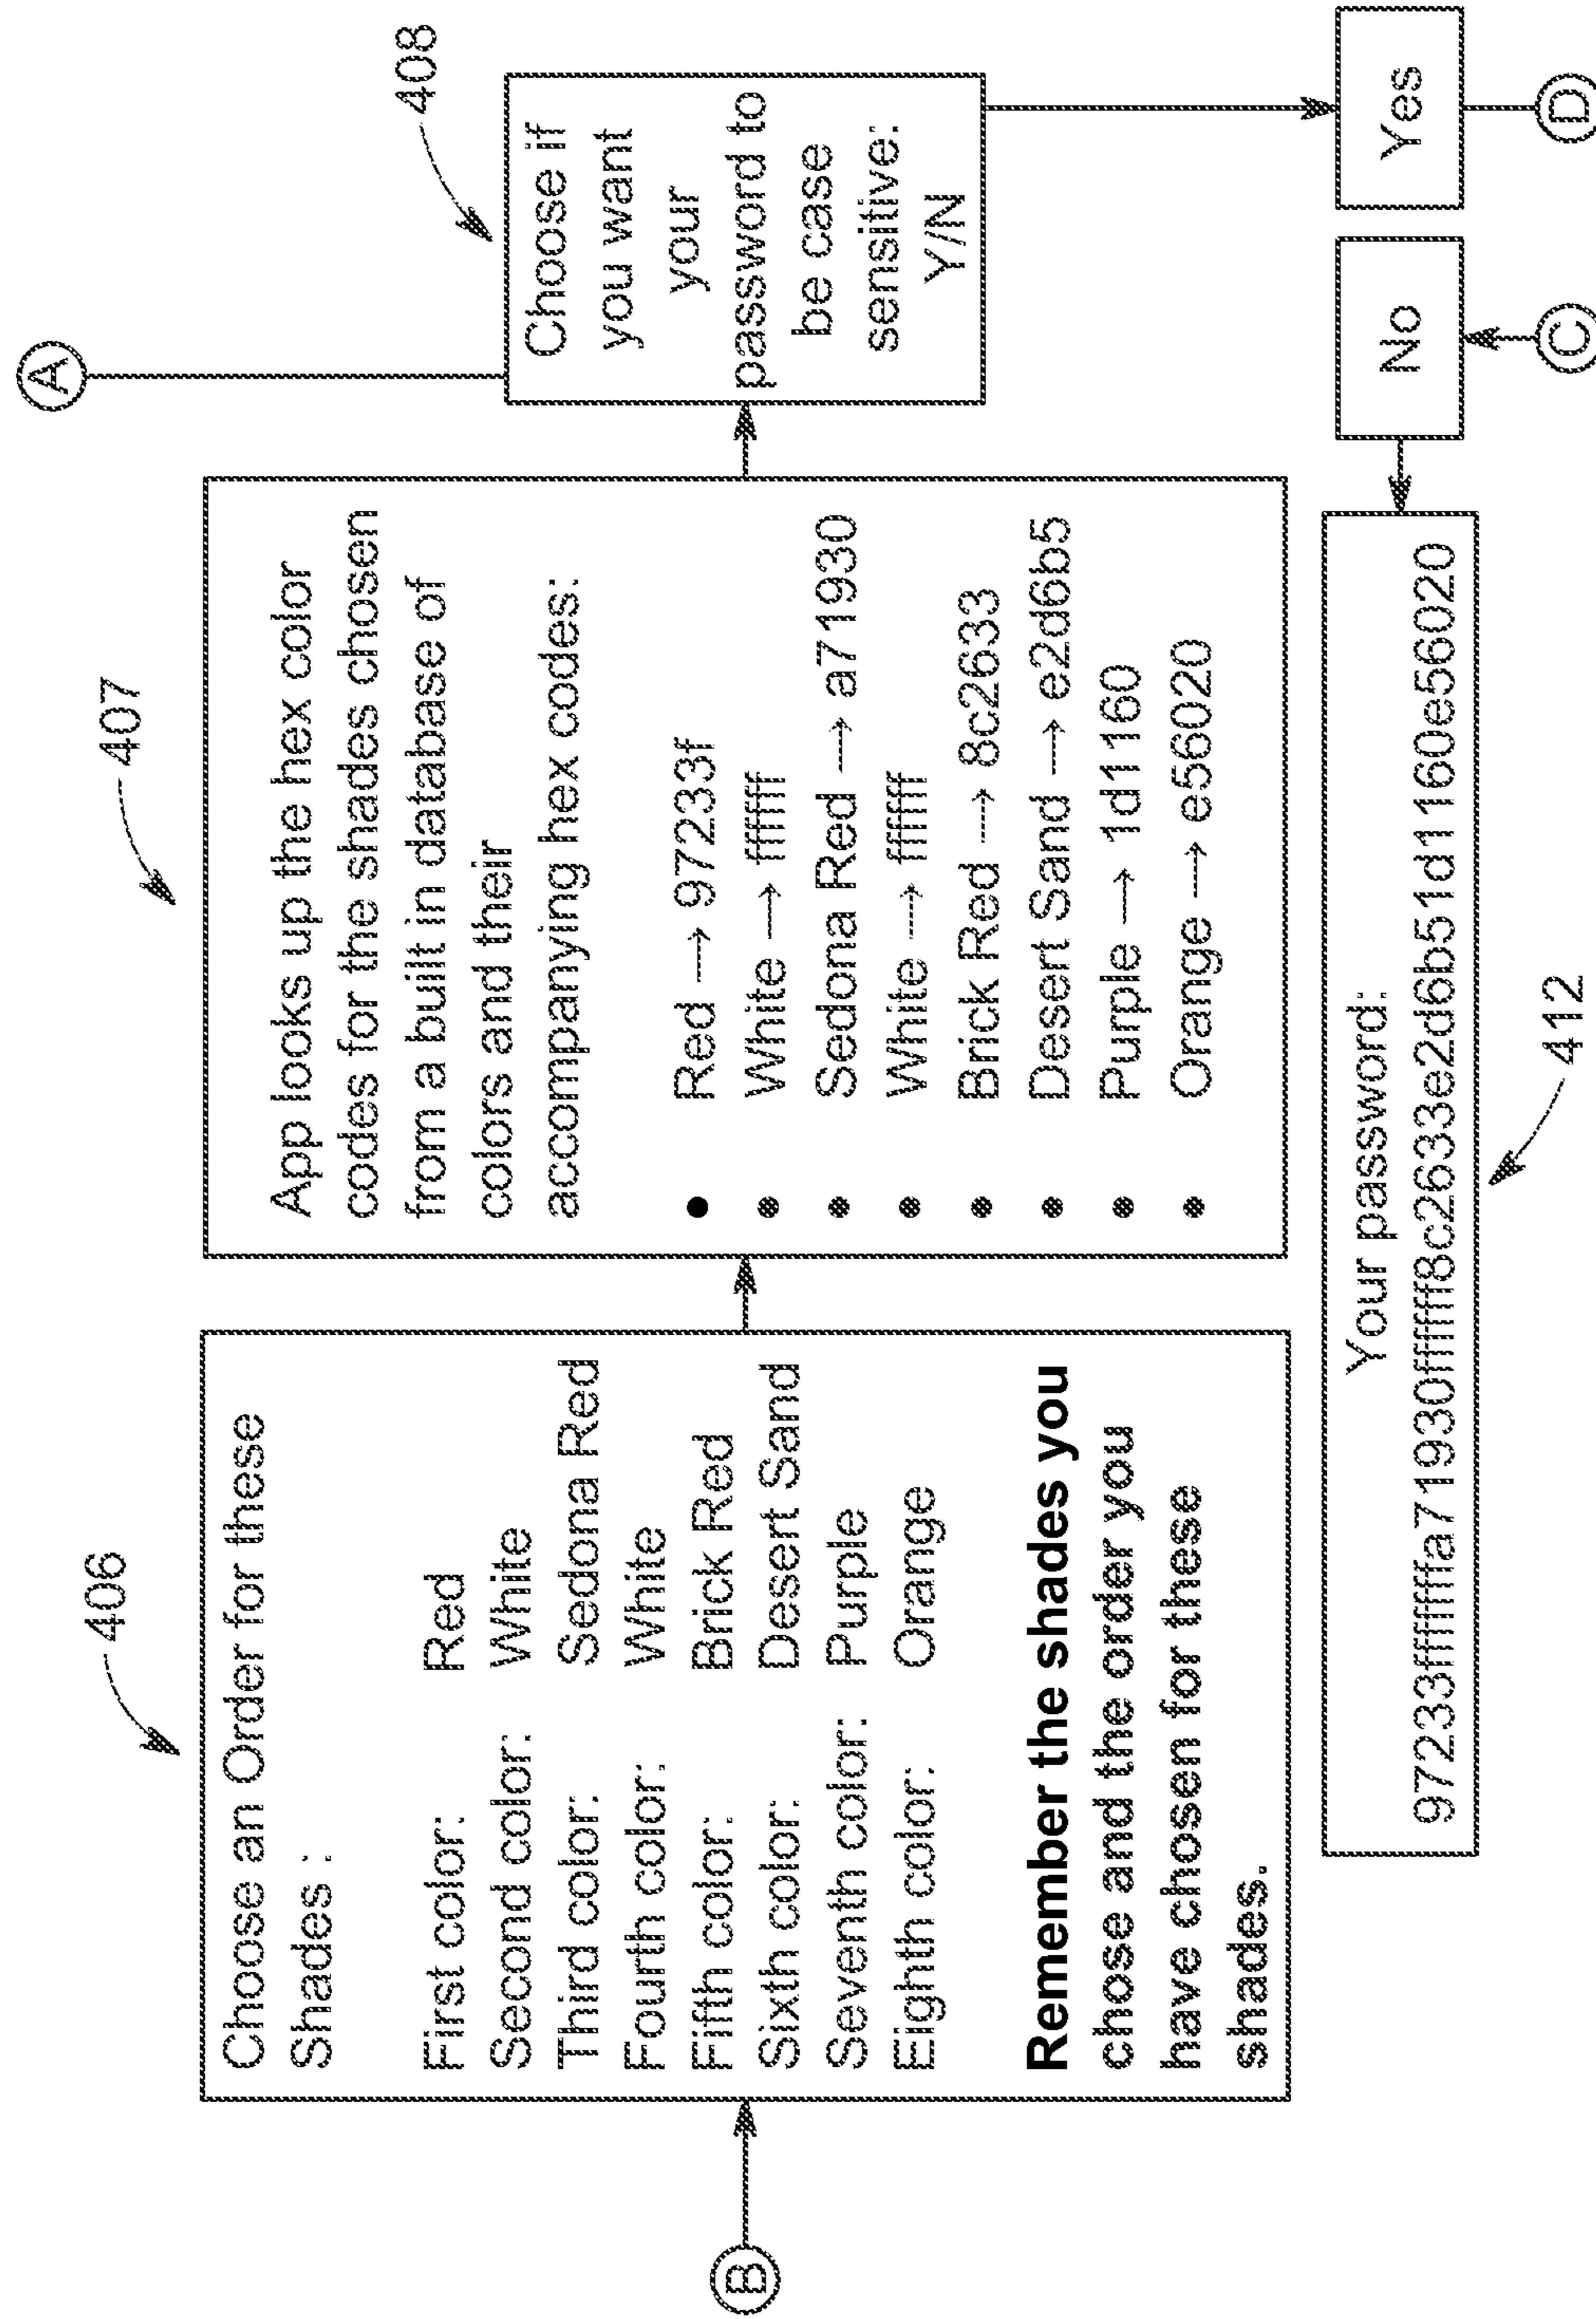 406
Choose an Order for these
Shades :
First color: Red
Second color: White
Third color: Sedona Red
Fourth color: White
Fifth color: Brick Red
Sixth color: Desert Sand
Seventh color: Purple
Eighth color: Orange
Remember the shades you
chose and the order you
have chosen for these
shades.
B
407
App looks up the hex color
codes for the shades chosen
from a built in database of
colors and their
accompanying hex codes:
• Red → 97233f
• White → ffffff
• Sedona Red → a71930
• White → ffffff
• Brick Red → 8c2633
• Desert Sand → e2d6b5
• Purple → 1d1160
• Orange → e56020
A
408
Choose if
you want
your
password to
be case
sensitive:
Y/N
Your password:
97233fffffffa71930ffffff8c2633e2d6b51d1160e56020
412
No
Yes
C
D